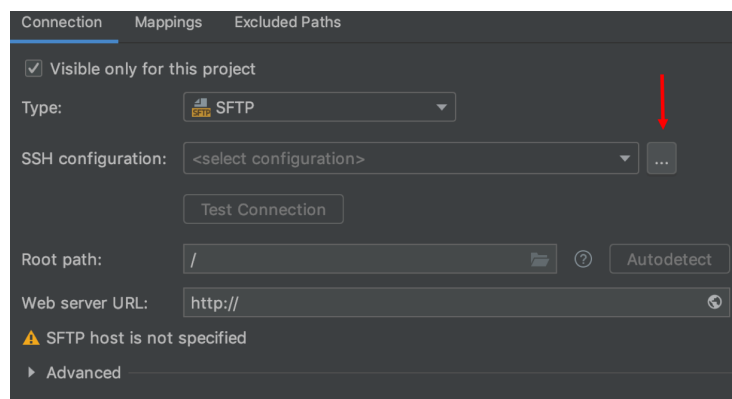 Connection Mappings Excluded Paths
Visible only for this project
Type: SFTP SFTP
SSH configuration: <select configuration> ...
Test Connection
Root path: / ? Autodetect
Web server URL: http://
SFTP host is not specified
Advanced